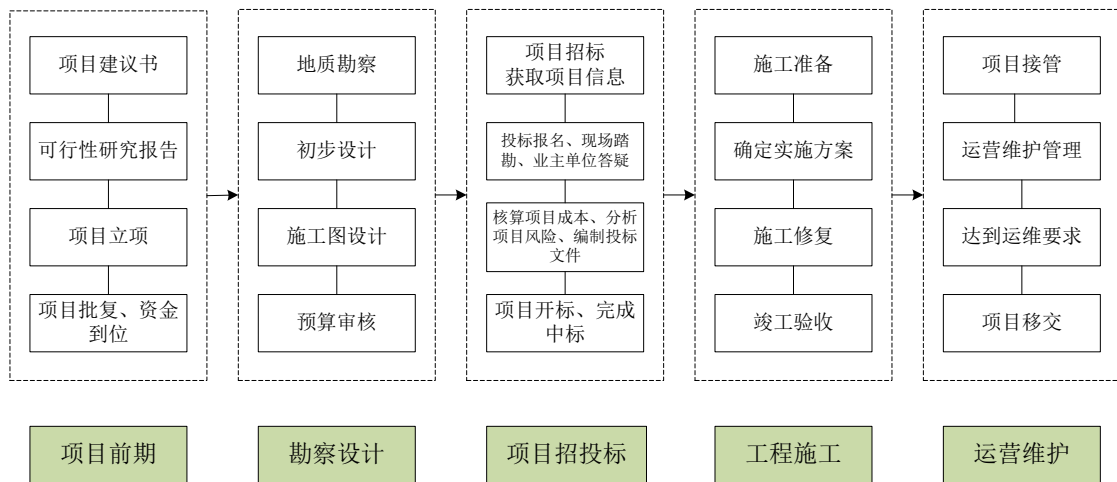 项目建议书
可行性研究报告
项目立项
项目批复、资金
到位
地质勘察
初步设计
施工图设计
预算审核
项目招标
获取项目信息
投标报名、现场踏
勘、业主单位答疑
核算项目成本、分析
项目风险、编制投标
文件
项目开标、完成
中标
施工准备
确定实施方案
施工修复
竣工验收
项目接管
运营维护管理
达到运维要求
项目移交
项目前期
勘察设计
项目招投标
工程施工
运营维护